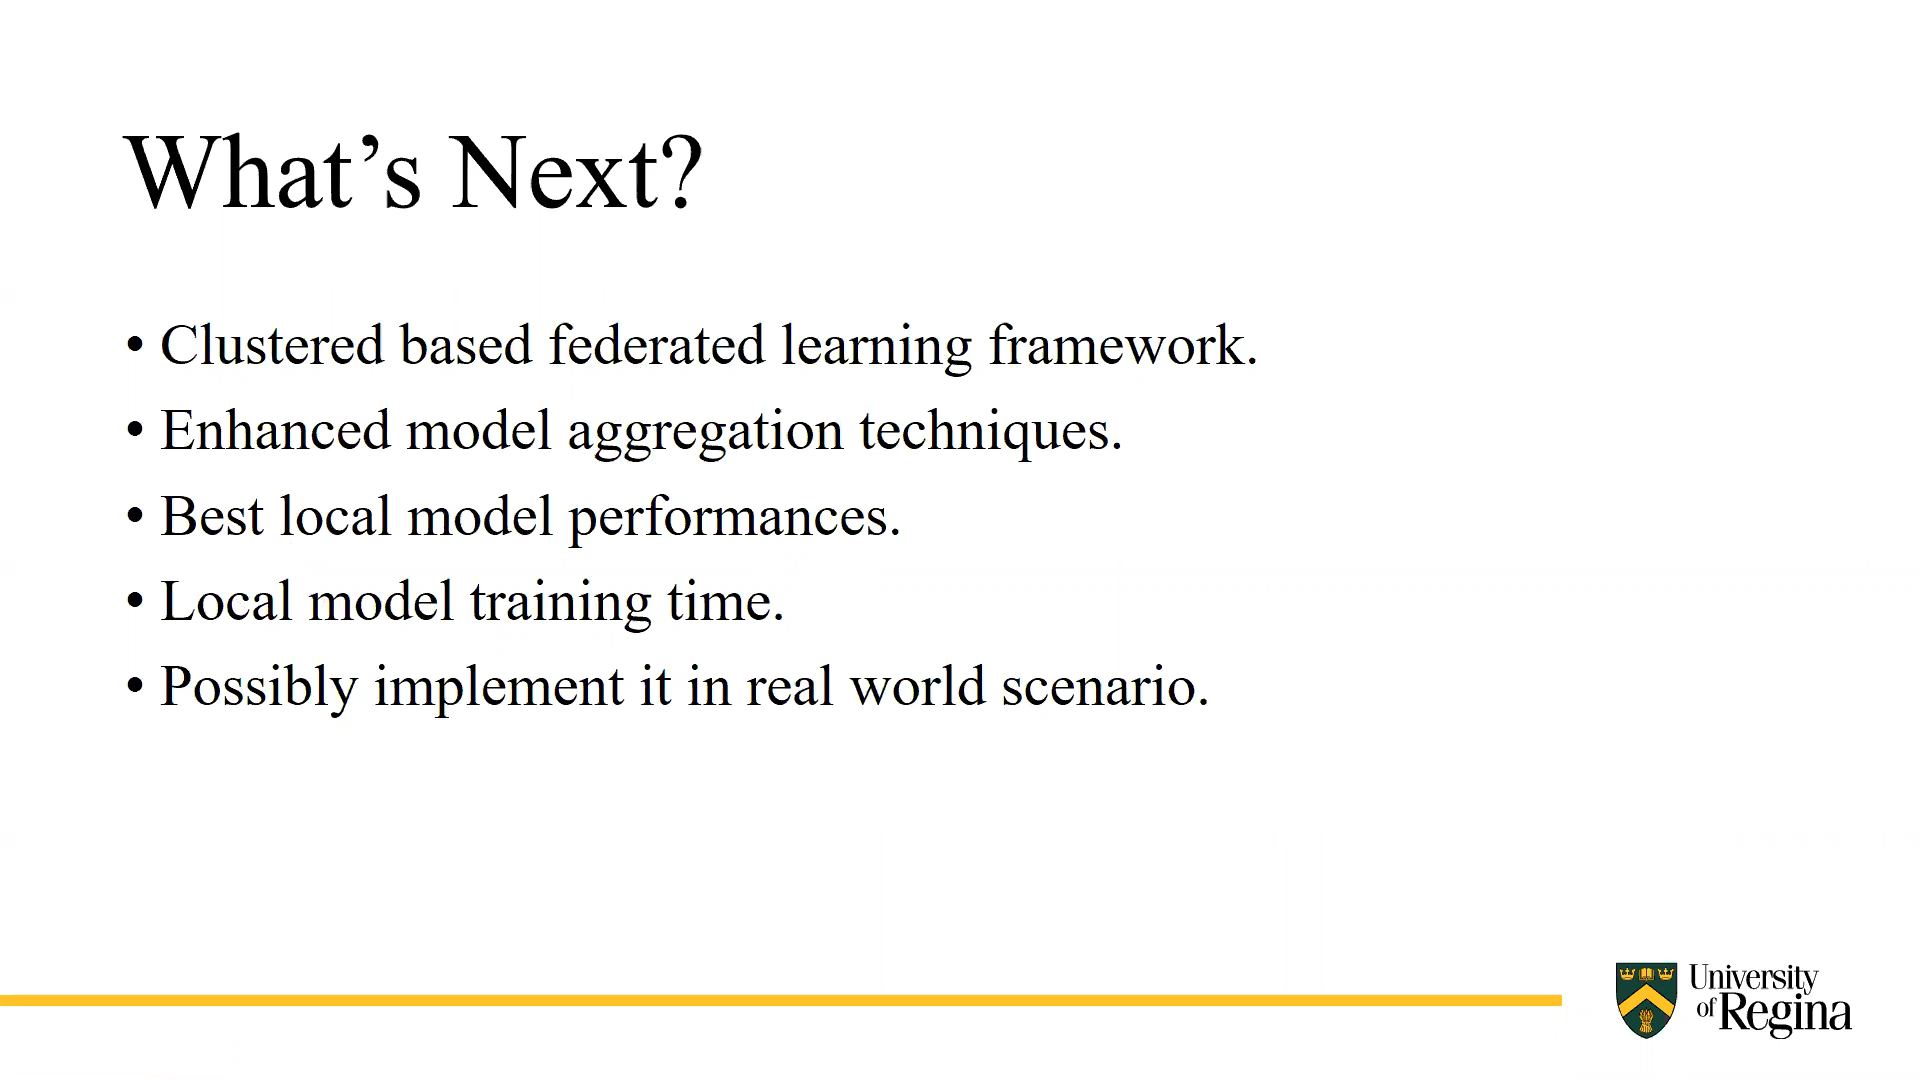 What’s Next?
• Clustered based federated learning framework.
• Enhanced model aggregation techniques.
• Best local model performances.
• Local model training time.
• Possibly implement it in real world scenario.
University
of Regina